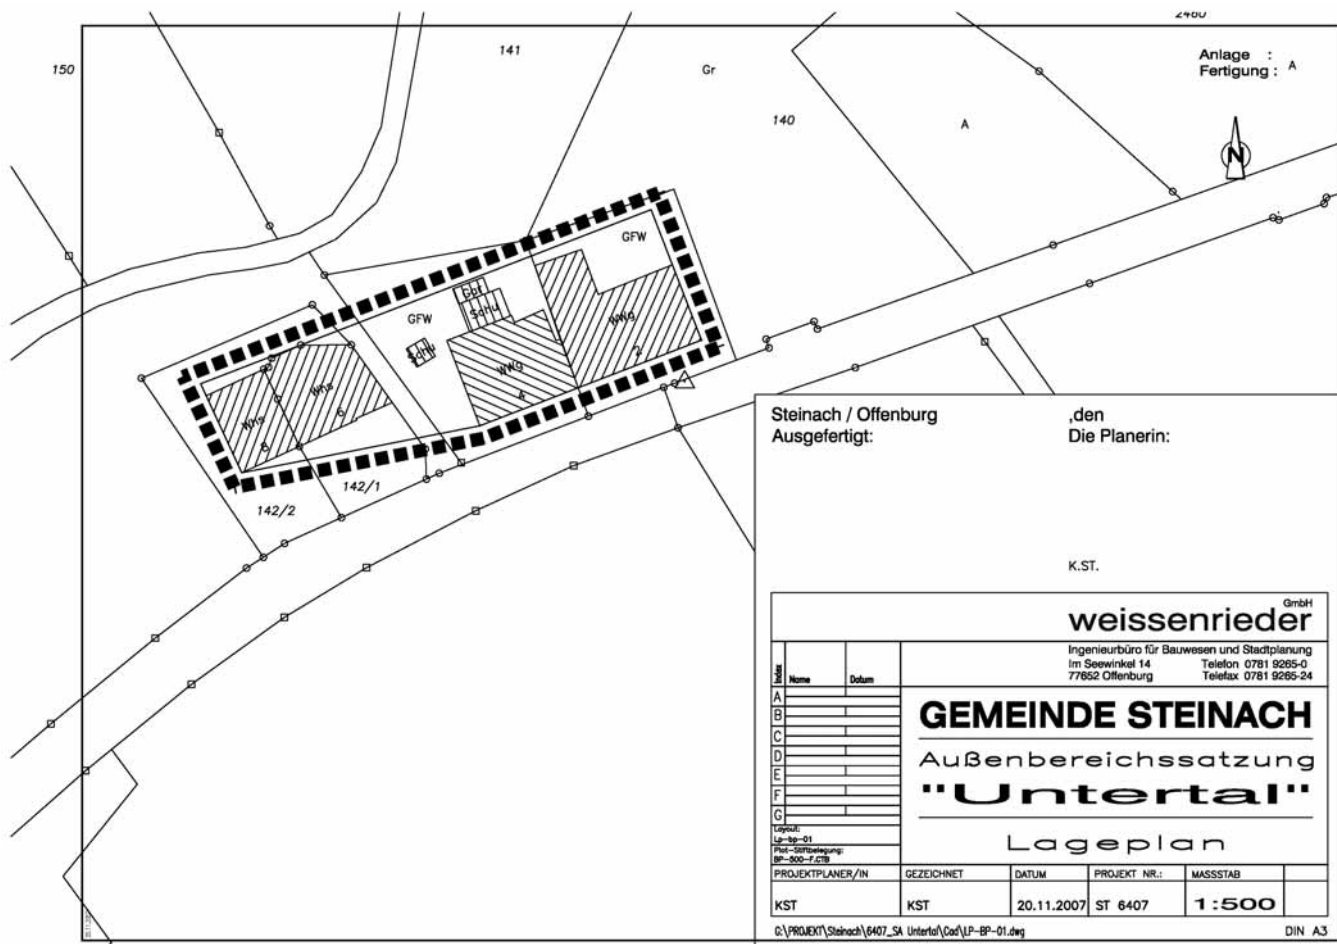 2460
150
141
Gr
Anlage :
Fertigung : A
140
A
N
GFW
Gar
Schu
GFW
Schu
WWg
2
WWg
4
Whs
6
Whs
8
142/1
142/2
Steinach / Offenburg ,den
Ausgefertigt: Die Planerin:
K.ST.
GmbH
weissenrieder
Ingenieurbüro für Bauwesen und Stadtplanung
Im Seewinkel 14 Telefon 0781 9265-0
77652 Offenburg Telefax 0781 9265-24
Index Name Datum
A
B
C
D
E
F
G
GEMEINDE STEINACH
Außenbereichssatzung
"Untertal"
Lageplan
Layout:
Lp-bp-01
Plot-Stiftbelegung:
BP-500-F.CTB
PROJEKTPLANER/IN GEZEICHNET DATUM PROJEKT NR.: MASSSTAB
KST KST 20.11.2007 ST 6407 1:500
G:\PROJEKT\Steinach\6407_SA Untertal\Cad\LP-BP-01.dwg DIN A3